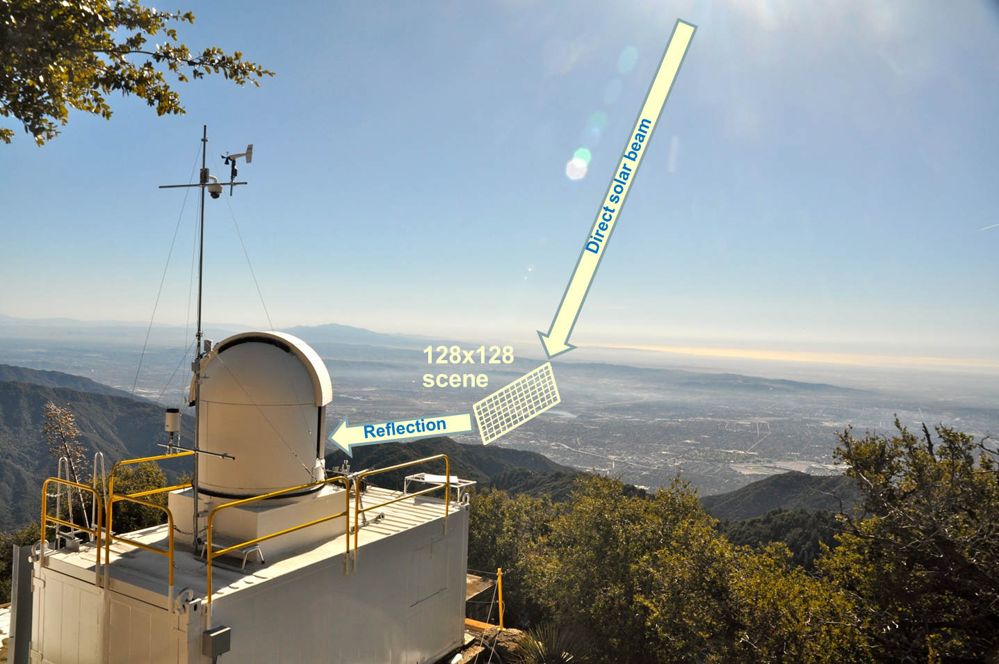 Direct solar beam
128x128
scene
Reflection